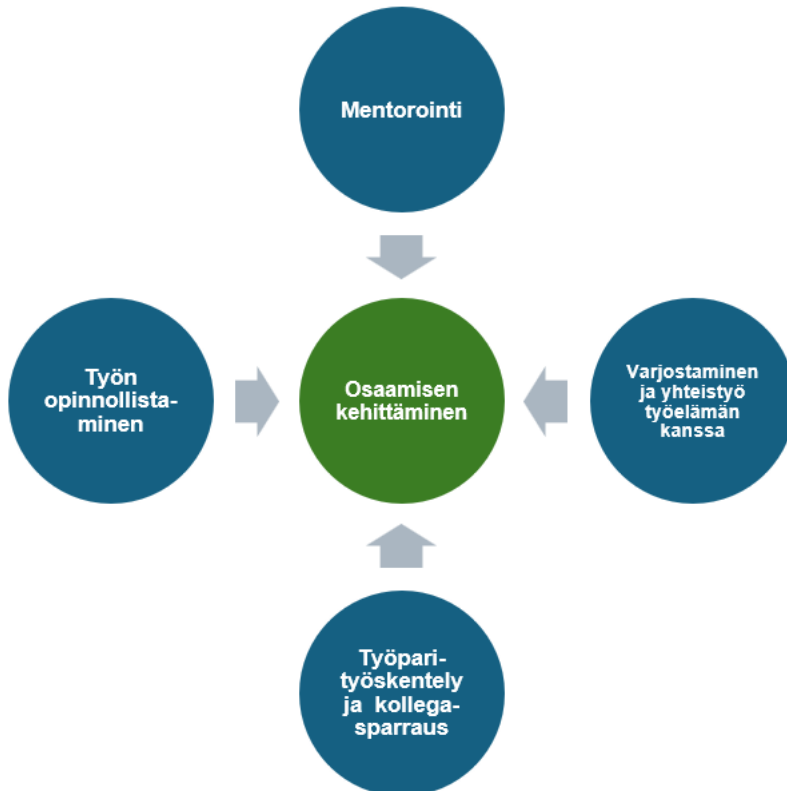 Mentorointi
Työn
opinnollista-
minen
Osaamisen
kehittäminen
Varjostaminen
ja yhteistyö
työelämän
kanssa
Työpari-
työskentely
ja kollega-
sparraus